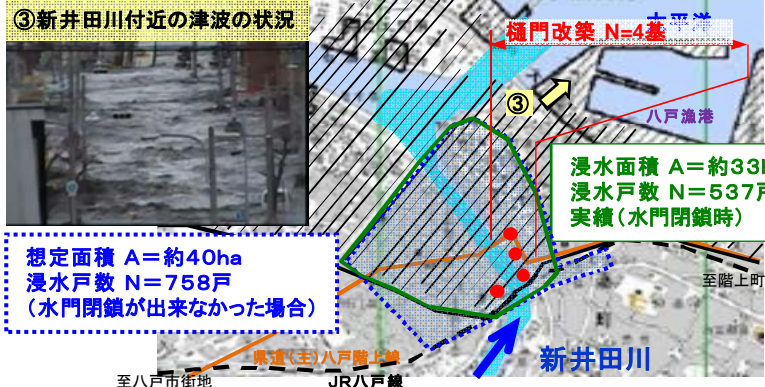 ③新井田川付近の津波の状況
樋門改築 N=4基
太平洋
③
八戸漁港
浸水面積 A=約33h
浸水戸数 N=537戸
実績(水門閉鎖時)
想定面積 A=約40ha
浸水戸数 N=758戸
(水門閉鎖が出来なかった場合)
至階上町
県道(主)八戸階上線
新井田川
至八戸市街地
JR八戸線